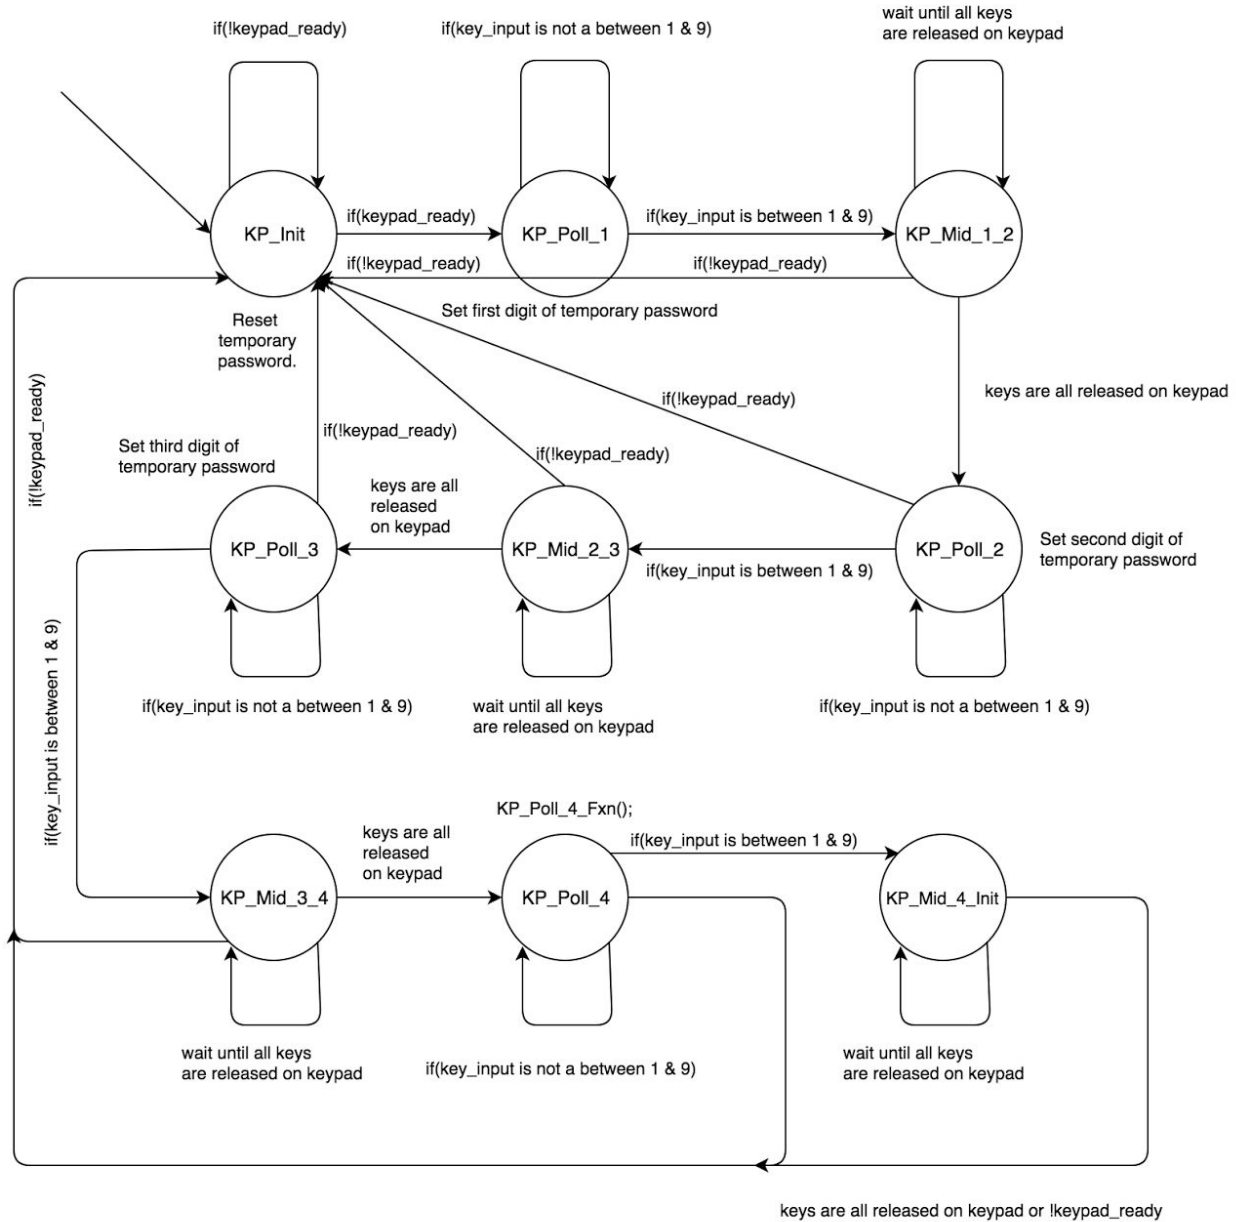 if(!keypad_ready)
if(key_input is not a between 1 & 9)
wait until all keys
are released on keypad
KP_Init
if(keypad_ready)
KP_Poll_1
if(key_input is between 1 & 9)
KP_Mid_1_2
if(!keypad_ready)
if(!keypad_ready)
Reset
temporary
password.
Set first digit of temporary password
if(!keypad_ready)
if(!keypad_ready)
keys are all released on keypad
Set third digit of
temporary password
if(!keypad_ready)
if(!keypad_ready)
keys are all
released
on keypad
KP_Poll_3
KP_Mid_2_3
if(key_input is between 1 & 9)
KP_Poll_2
Set second digit of
temporary password
if(key_input is between 1 & 9)
if(key_input is not a between 1 & 9)
wait until all keys
are released on keypad
if(key_input is not a between 1 & 9)
KP_Poll_4_Fxn();
keys are all
released
on keypad
if(key_input is between 1 & 9)
KP_Mid_3_4
KP_Poll_4
KP_Mid_4_Init
wait until all keys
are released on keypad
if(key_input is not a between 1 & 9)
wait until all keys
are released on keypad
keys are all released on keypad or !keypad_ready